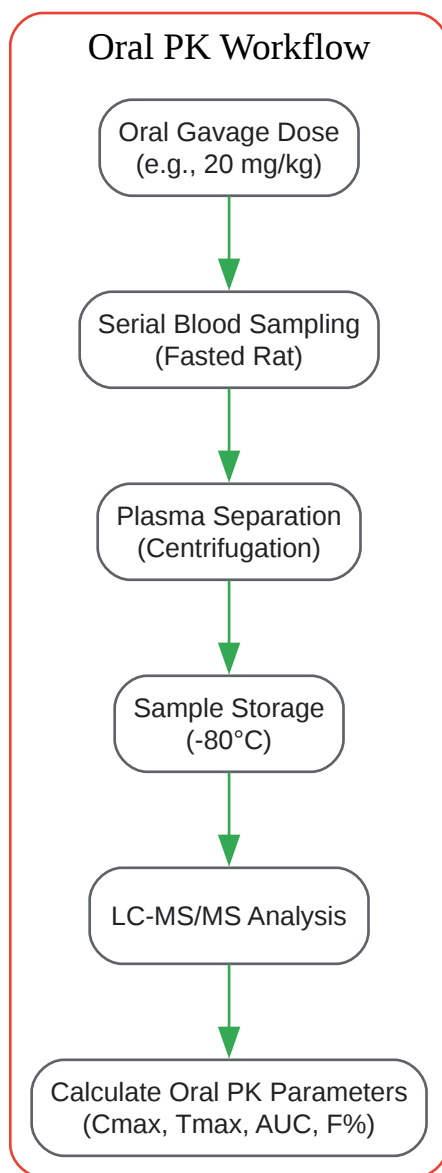 Oral PK Workflow
Oral Gavage Dose
(e.g., 20 mg/kg)
Serial Blood Sampling
(Fasted Rat)
Plasma Separation
(Centrifugation)
Sample Storage
(-80°C)
LC-MS/MS Analysis
Calculate Oral PK Parameters
(Cmax, Tmax, AUC, F%)